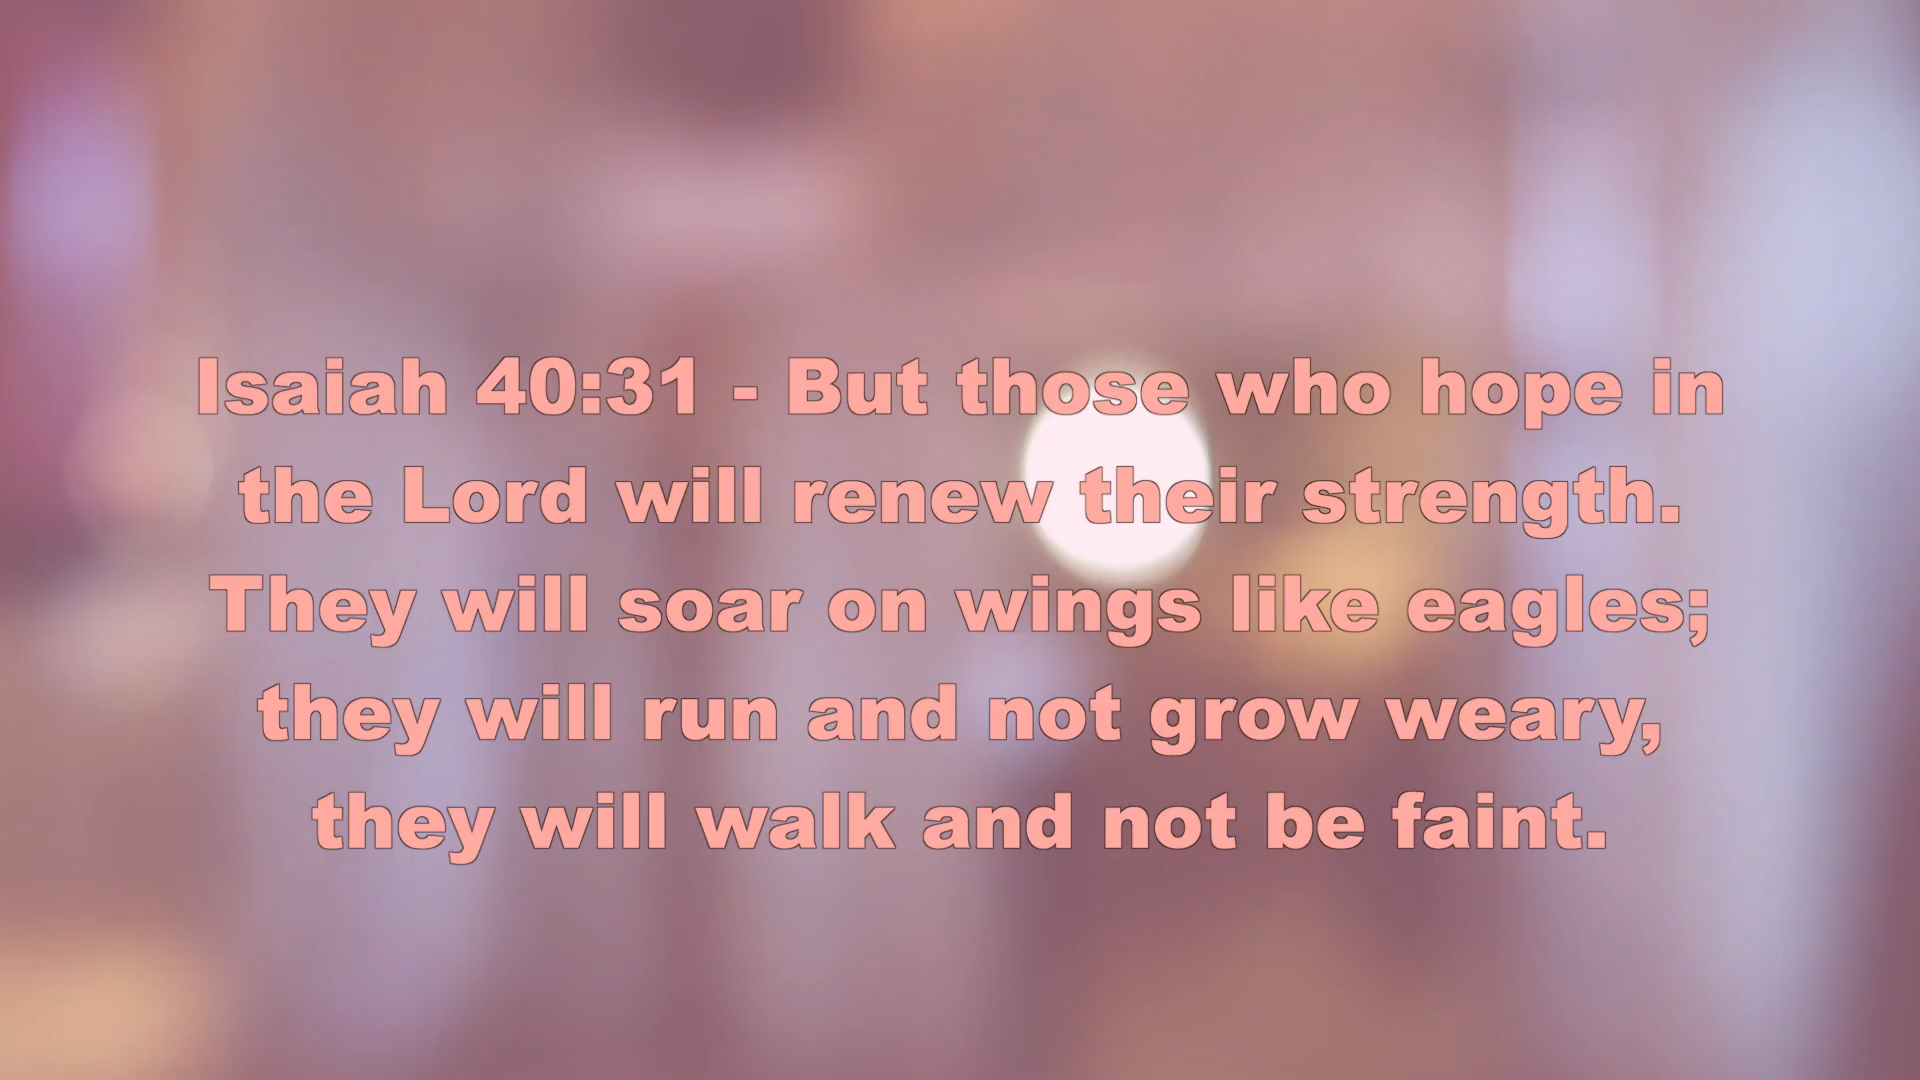 Isaiah 40:31 - But those who hope in
the Lord will renew their strength.
They will soar on wings like eagles;
they will run and not grow weary,
they will walk and not be faint.